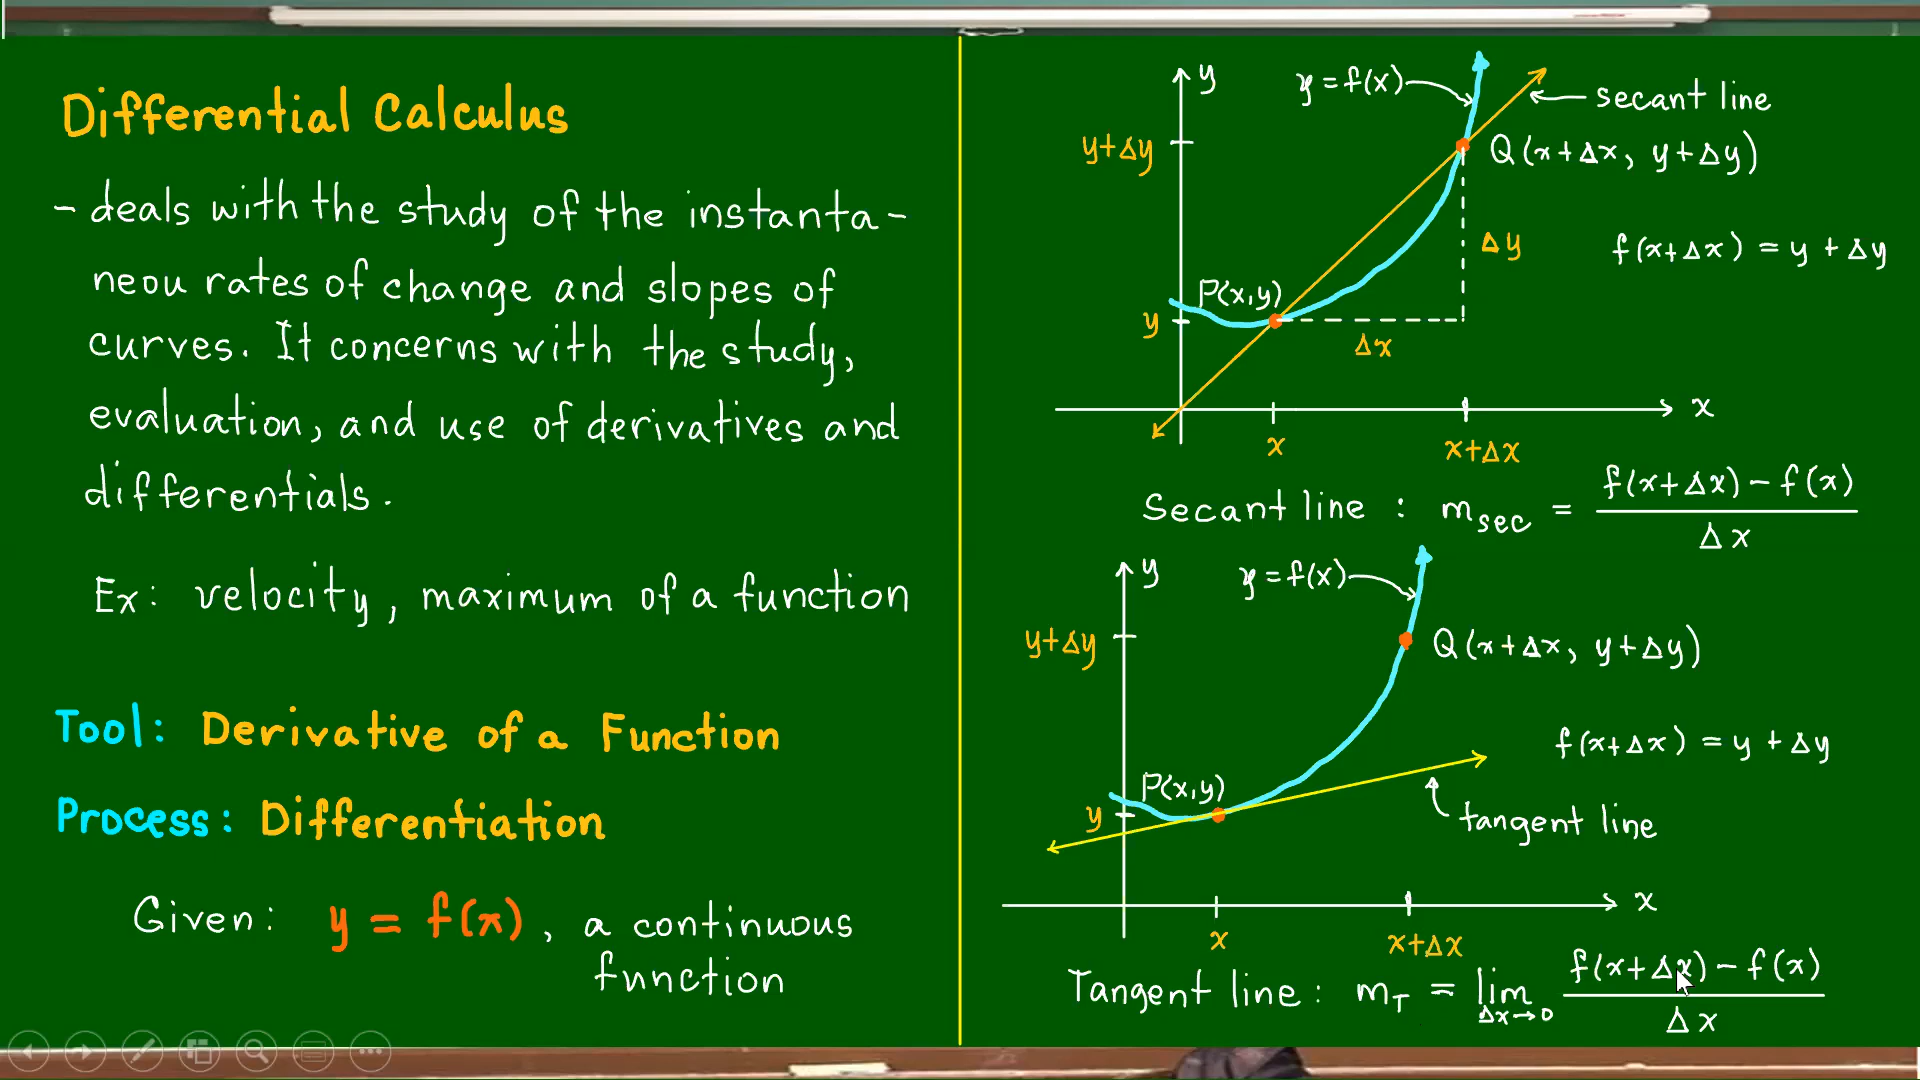 Differential Calculus
- deals with the study of the instanta-
neou rates of change and slopes of
curves. It concerns with the study,
evaluation, and use of derivatives and
differentials.
Ex: velocity, maximum of a function
Tool: Derivative of a Function
Process: Differentiation
Given: y = f(x), a continuous
function
y
y = f(x)
secant line
y+Δy
Q(x+Δx, y+Δy)
Δy
f(x+Δx) = y + Δy
P(x,y)
y
Δx
x
x
x+Δx
Secant line : m_sec = f(x+Δx) - f(x) / Δx
y
y = f(x)
y+Δy
Q(x+Δx, y+Δy)
f(x+Δx) = y + Δy
P(x,y)
y
tangent line
x
x
x+Δx
Tangent line : m_T = lim Δx→0 f(x+Δx) - f(x) / Δx